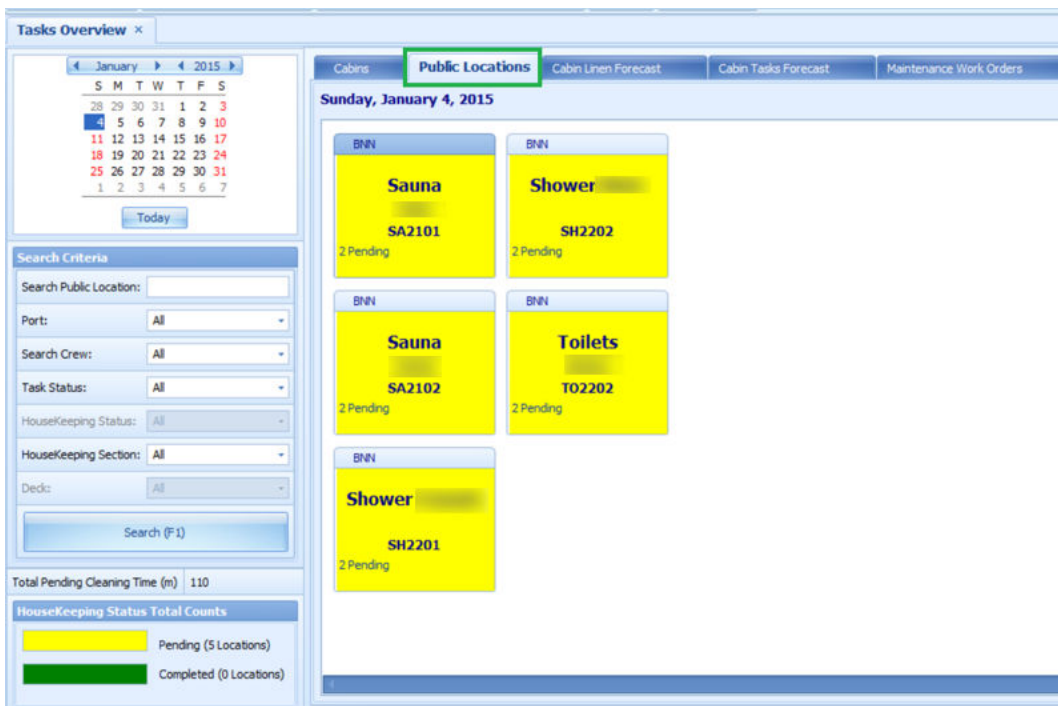 Tasks Overview ×
January 2015
S M T W T F S
28 29 30 31 1 2 3
4 5 6 7 8 9 10
11 12 13 14 15 16 17
18 19 20 21 22 23 24
25 26 27 28 29 30 31
1 2 3 4 5 6 7
Today
Search Criteria
Search Public Location:
Port: All
Search Crew: All
Task Status: All
HouseKeeping Status: All
HouseKeeping Section: All
Deck: All
Search (F1)
Total Pending Cleaning Time (m) 110
HouseKeeping Status Total Counts
Pending (5 Locations)
Completed (0 Locations)
Cabins Public Locations Cabin Linen Forecast Cabin Tasks Forecast Maintenance Work Orders
Sunday, January 4, 2015
BNN
Sauna
SA2101
2 Pending
BNN
Shower
SH2202
2 Pending
BNN
Sauna
SA2102
2 Pending
BNN
Toilets
TO2202
2 Pending
BNN
Shower
SH2201
2 Pending